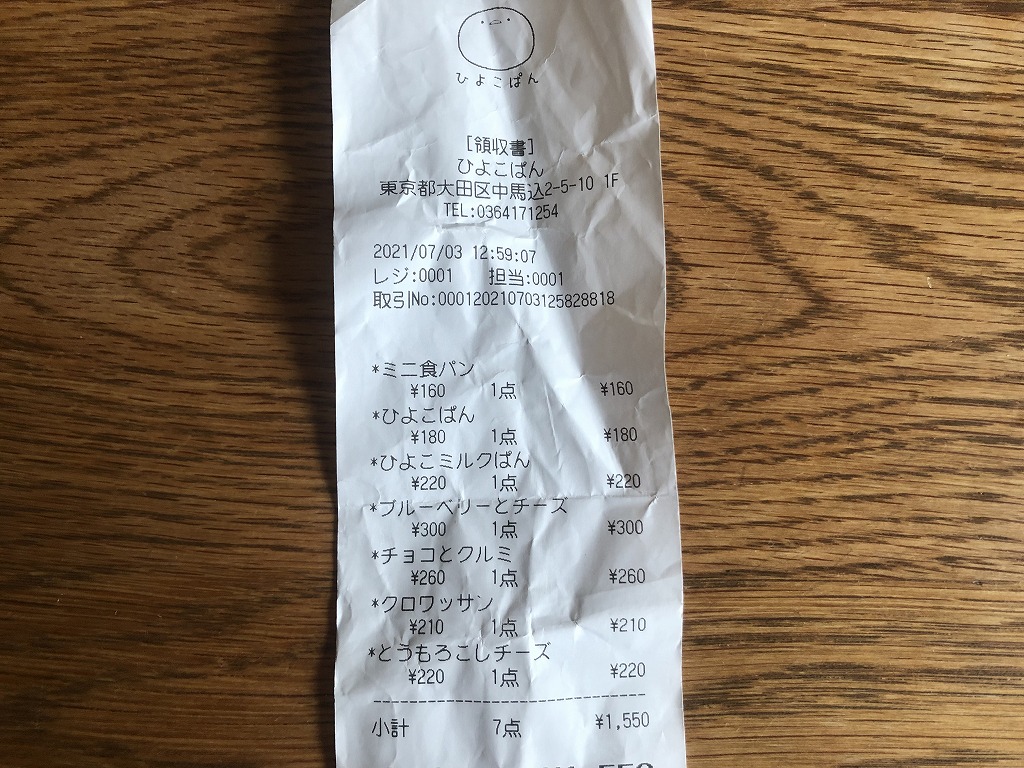 ひよこぱん
[領収書]
ひよこぱん
東京都大田区中馬込2-5-10 1F
TEL:0364171254
2021/07/03 12:59:07
レジ:0001 担当:0001
取引No:000120210703125828818
*ミニ食パン
¥160 1点 ¥160
*ひよこぱん
¥180 1点 ¥180
*ひよこミルクぱん
¥220 1点 ¥220
*ブルーベリーとチーズ
¥300 1点 ¥300
*チョコとクルミ
¥260 1点 ¥260
*クロワッサン
¥210 1点 ¥210
*とうもろこしチーズ
¥220 1点 ¥220
小計 7点 ¥1,550